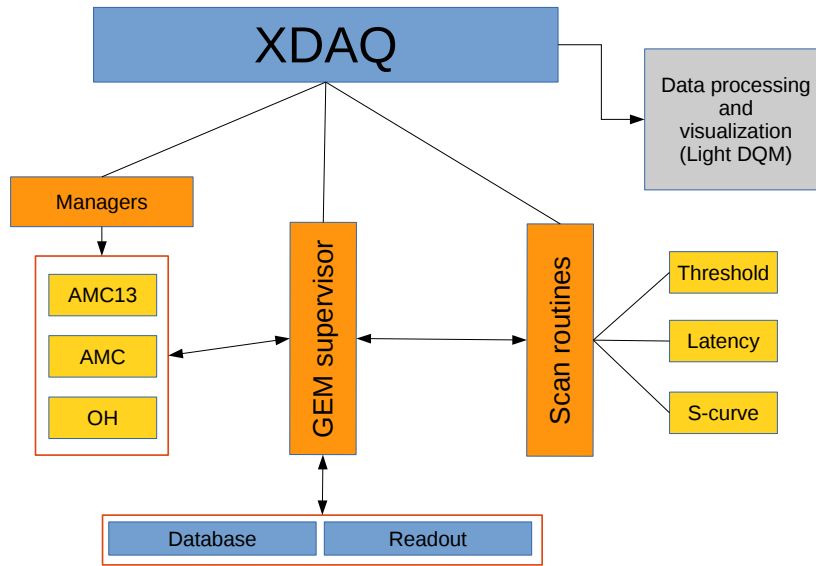 XDAQ
Data processing
and
visualization
(Light DQM)
Managers
AMC13
AMC
OH
GEM supervisor
Scan routines
Threshold
Latency
S-curve
Database
Readout